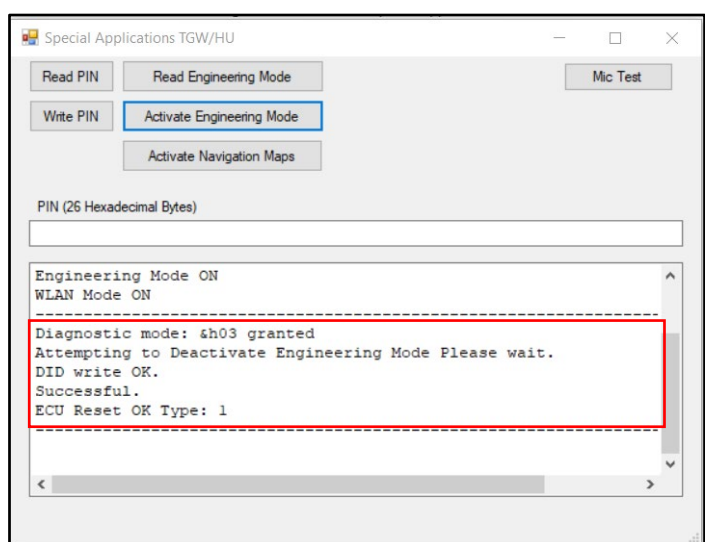 Special Applications TGW/HU
Read PIN Read Engineering Mode Mic Test
Write PIN Activate Engineering Mode
Activate Navigation Maps
PIN (26 Hexadecimal Bytes)
Engineering Mode ON
WLAN Mode ON
------------------------------------------------------------------
Diagnostic mode: &h03 granted
Attempting to Deactivate Engineering Mode Please wait.
DID write OK.
Successful.
ECU Reset OK Type: 1
------------------------------------------------------------------